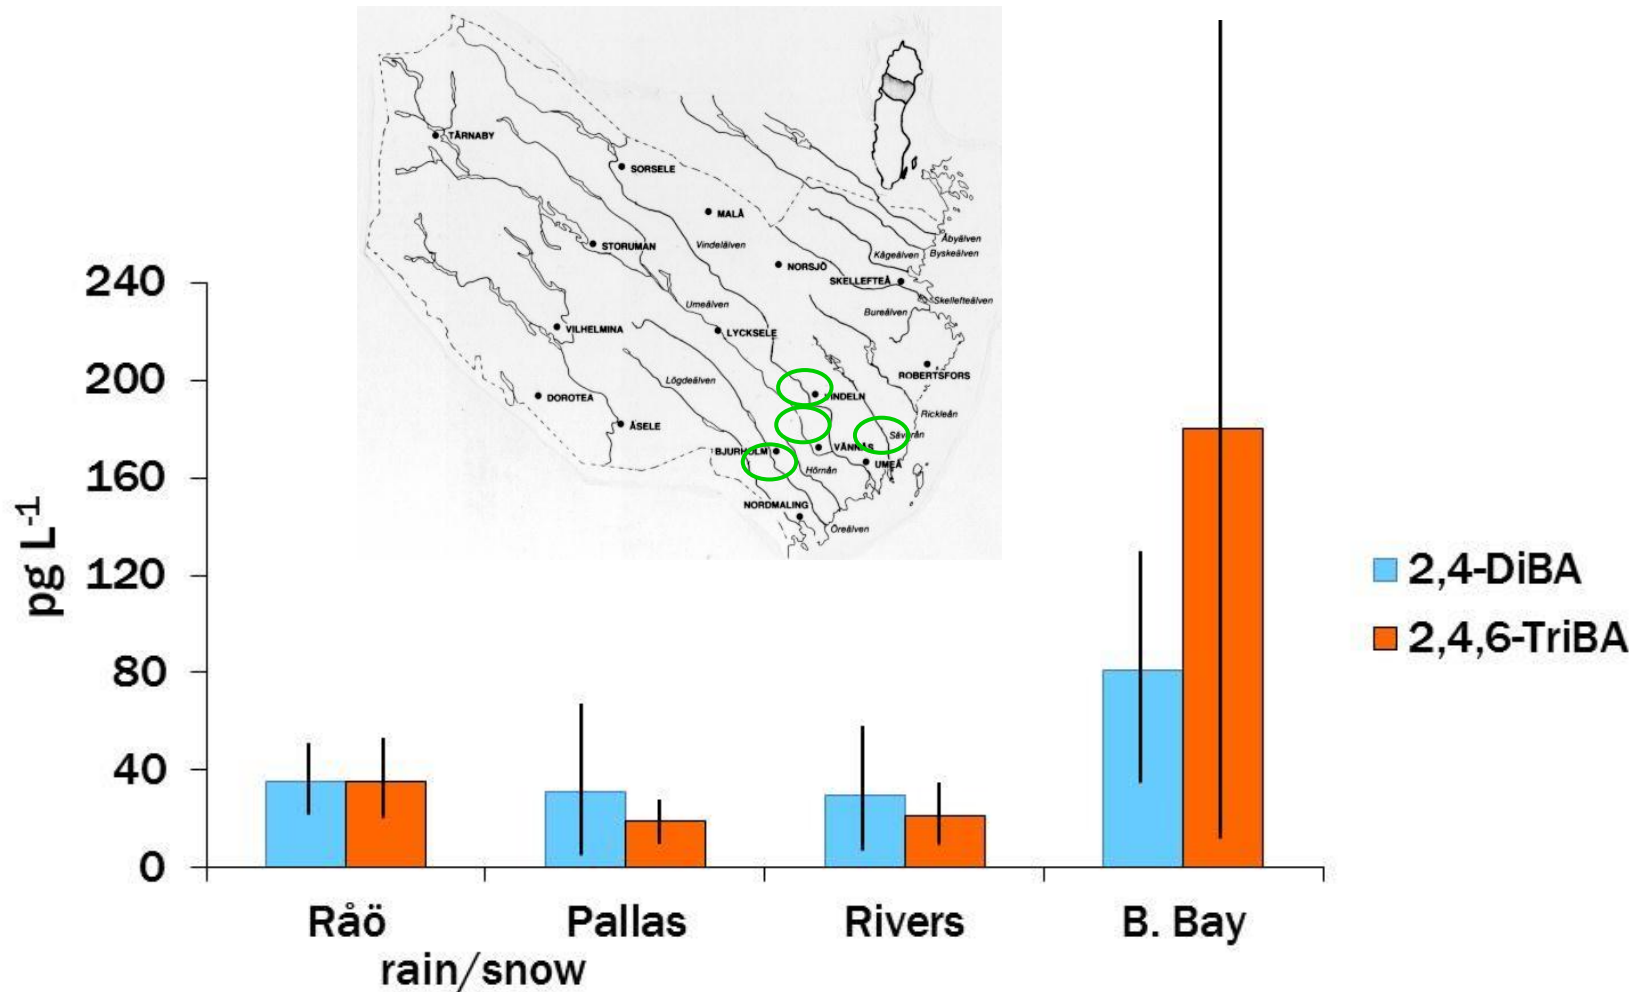 TÄRNABY
SORSELE
MALÅ
STORUMAN
Vindelälven
Åbyälven
Kågeälven
Byskeälven
NORSJÖ
SKELLEFTEÅ
Skellefteälven
Umeälven
Bureälven
VILHELMINA
LYCKSELE
ROBERTSFORS
Lögdeälven
DOROTEA
VINDELN
Rickleån
ÅSELE
Sävarån
BJURHOLM
VÄNNÄS
UMEÅ
Hörnån
NORDMALING
Öreälven
240
200
160
120
80
40
0
pg L-1
2,4-DiBA
2,4,6-TriBA
Råö
Pallas
Rivers
B. Bay
rain/snow